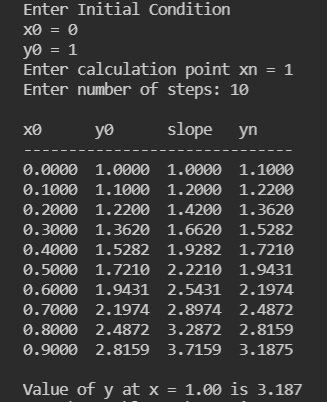 Enter Initial Condition
x0 = 0
y0 = 1
Enter calculation point xn = 1
Enter number of steps: 10
x0 y0 slope yn
------------------------------
0.0000 1.0000 1.0000 1.1000
0.1000 1.1000 1.2000 1.2200
0.2000 1.2200 1.4200 1.3620
0.3000 1.3620 1.6620 1.5282
0.4000 1.5282 1.9282 1.7210
0.5000 1.7210 2.2210 1.9431
0.6000 1.9431 2.5431 2.1974
0.7000 2.1974 2.8974 2.4872
0.8000 2.4872 3.2872 2.8159
0.9000 2.8159 3.7159 3.1875
Value of y at x = 1.00 is 3.187